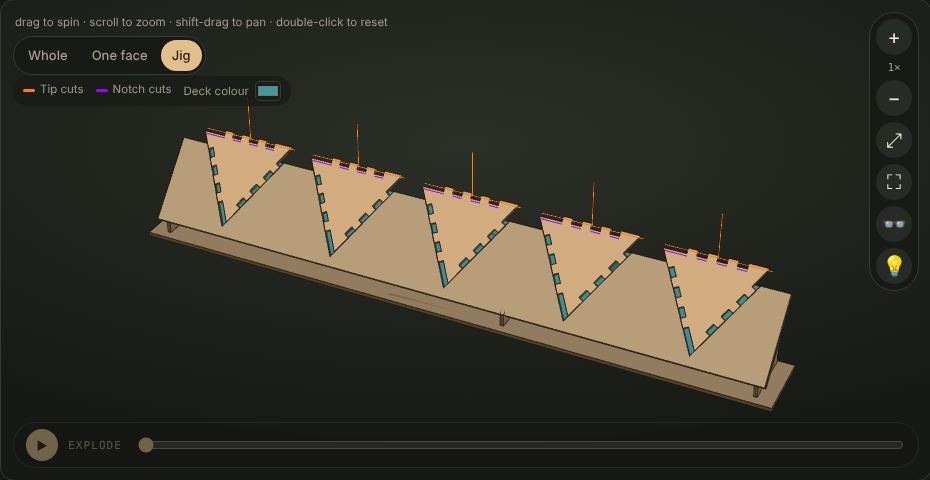 drag to spin · scroll to zoom · shift-drag to pan · double-click to reset
Whole One face Jig
Tip cuts Notch cuts Deck colour
+
1×
−
EXPLODE